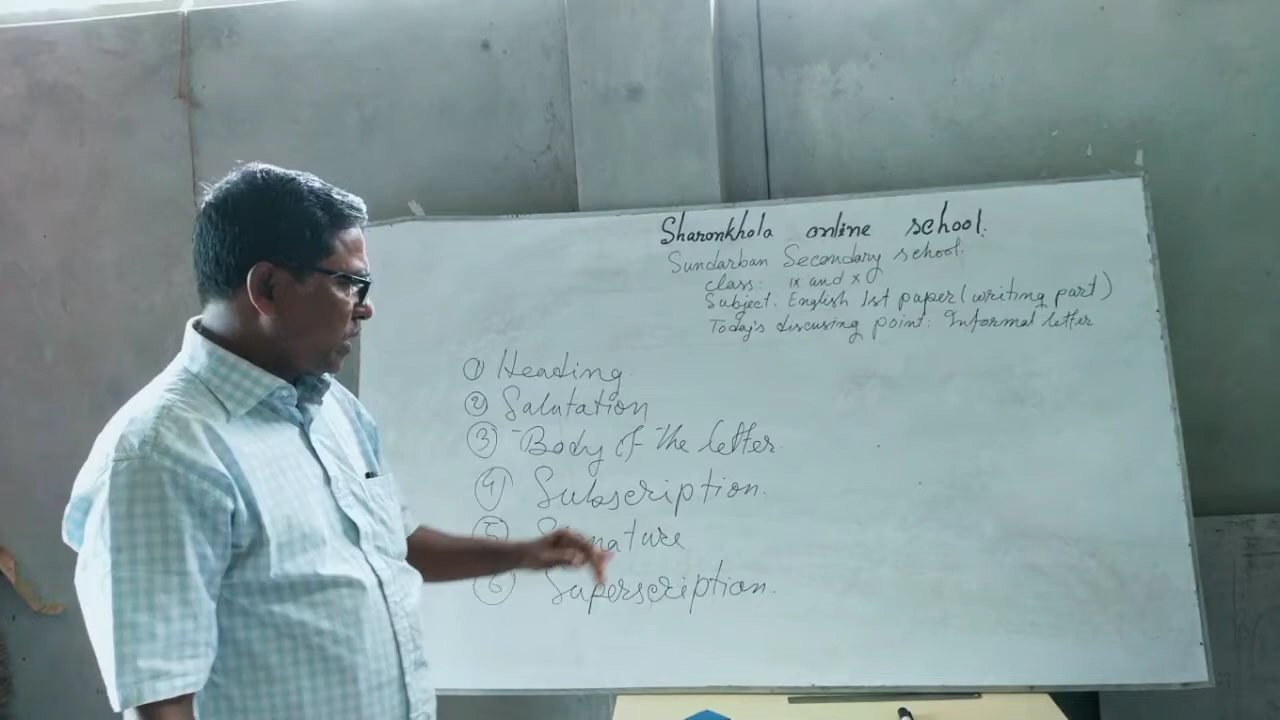 Sharonkhola online school.
Sundarban Secondary school.
class: ix and x
Subject. English 1st paper (writing part)
Today's discusing point: Informal letter
① Heading.
② Salutation
③ Body of the letter.
④ Subscription.
⑤ Signature
⑥ Superscription.